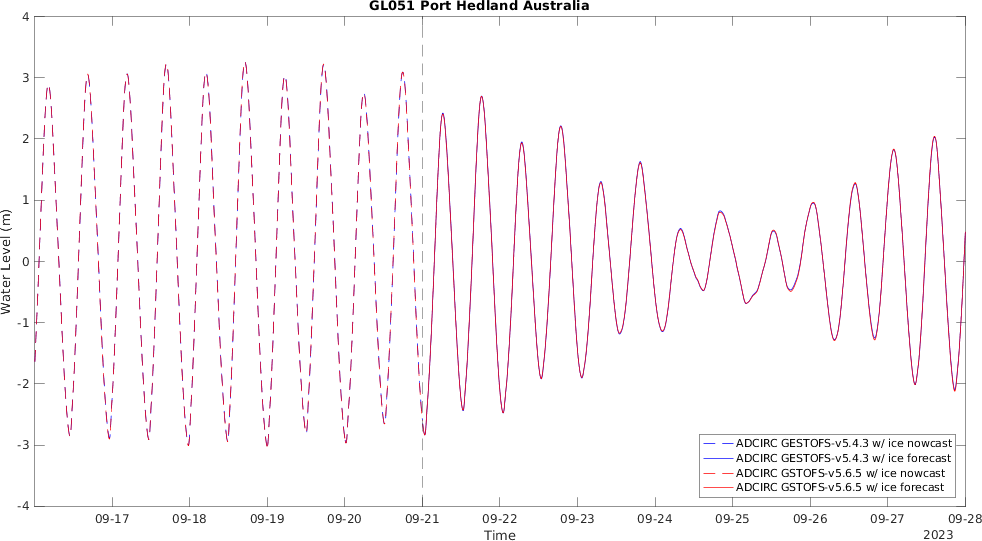 GL051 Port Hedland Australia
4
3
2
1
0
-1
-2
-3
-4
Water Level (m)
09-17 09-18 09-19 09-20 09-21 09-22 09-23 09-24 09-25 09-26 09-27 09-28
Time
2023
ADCIRC GESTOFS-v5.4.3 w/ ice nowcast
ADCIRC GESTOFS-v5.4.3 w/ ice forecast
ADCIRC GSTOFS-v5.6.5 w/ ice nowcast
ADCIRC GSTOFS-v5.6.5 w/ ice forecast